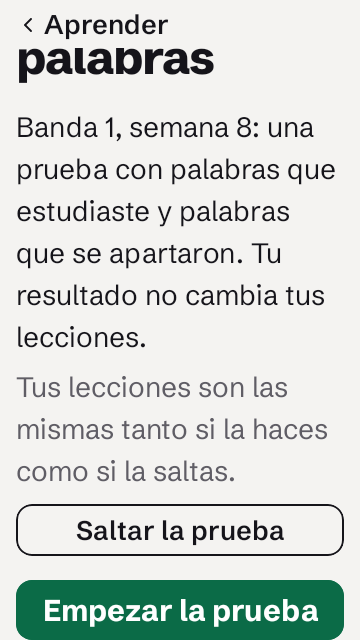 Aprender
palabras
Banda 1, semana 8: una
prueba con palabras que
estudiaste y palabras
que se apartaron. Tu
resultado no cambia tus
lecciones.
Tus lecciones son las
mismas tanto si la haces
como si la saltas.
Saltar la prueba
Empezar la prueba